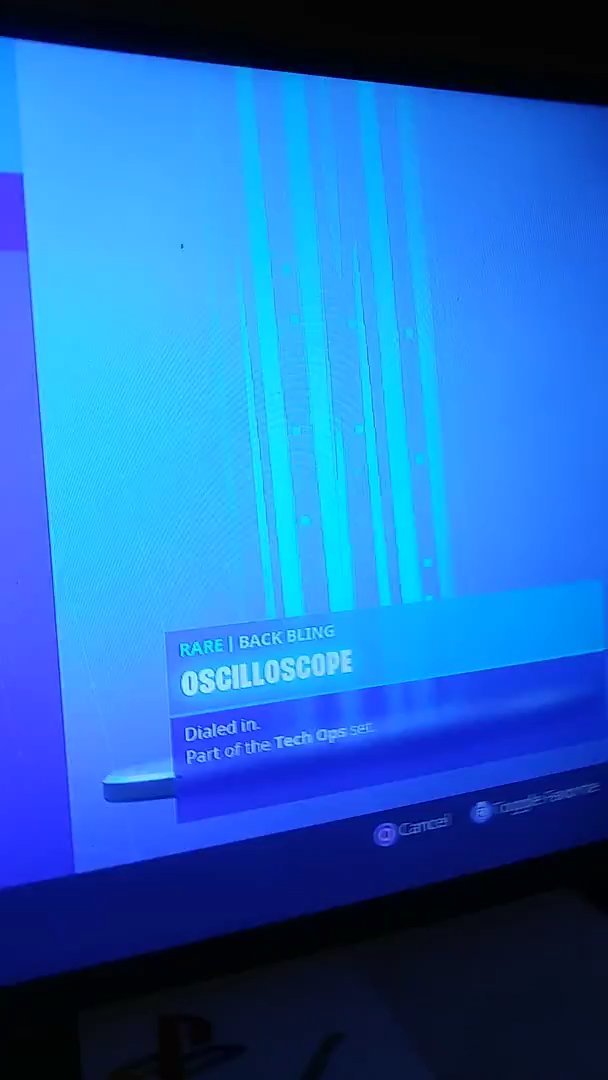 RARE | BACK BLING
OSCILLOSCOPE
Dialed in.
Part of the Tech Ops set.
Cancel
Toggle Favorite